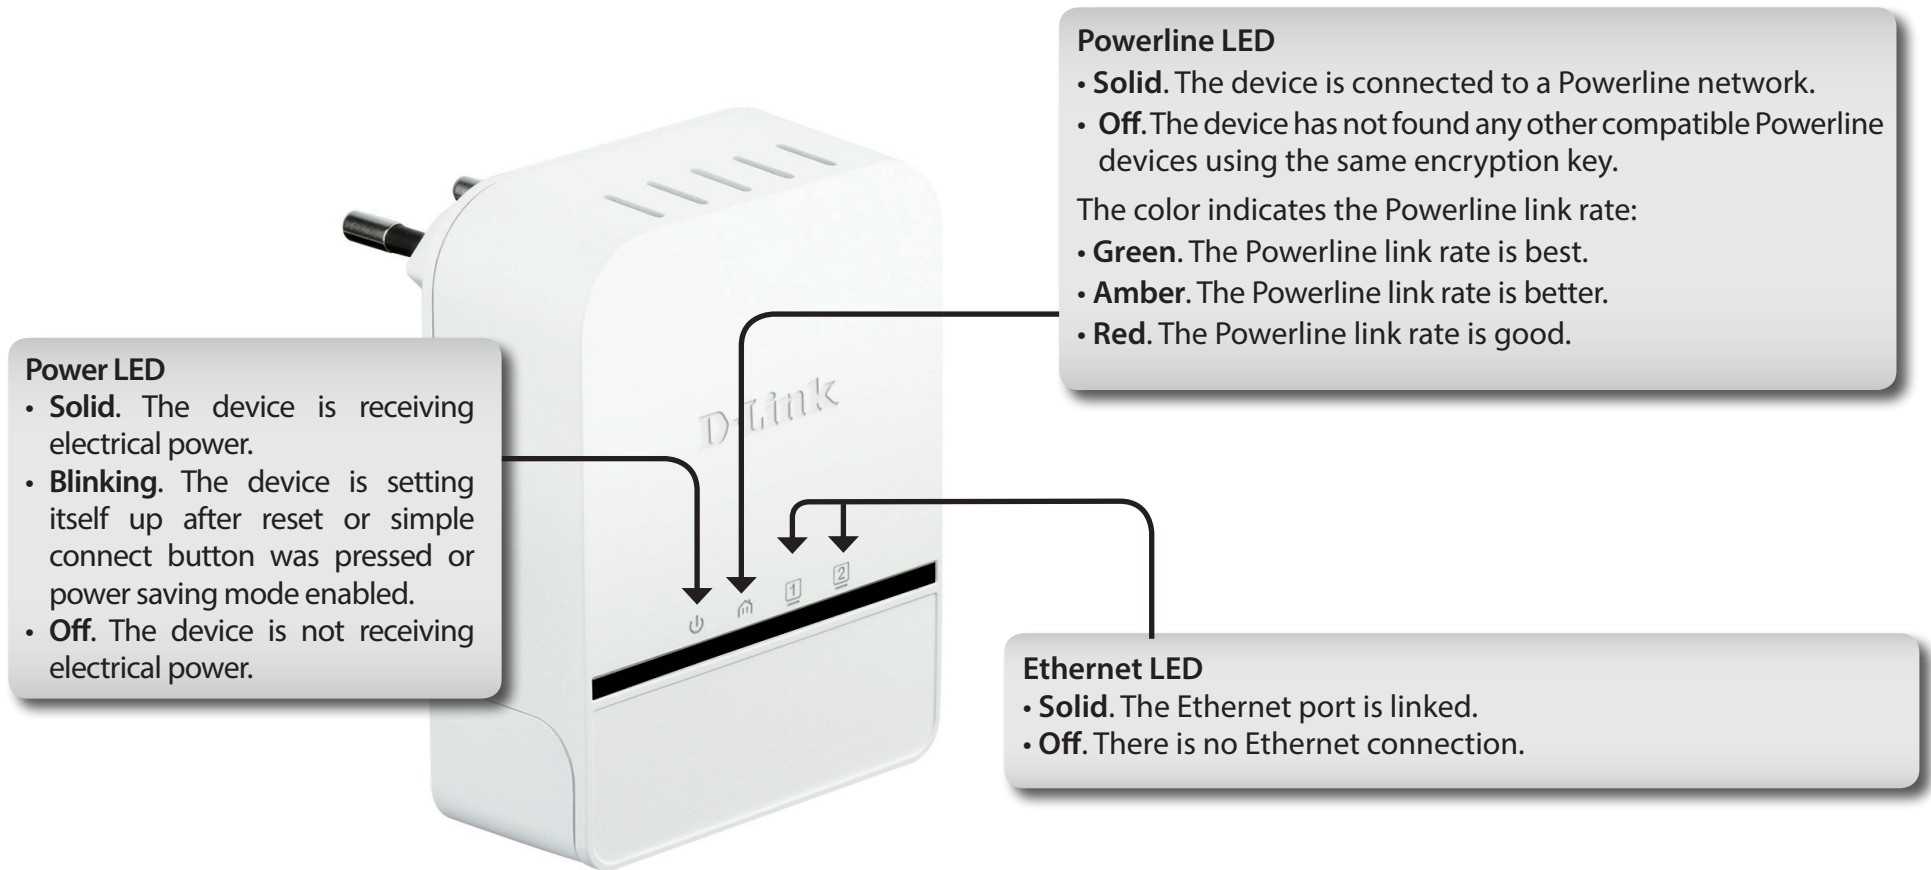 Powerline LED
• Solid. The device is connected to a Powerline network.
• Off. The device has not found any other compatible Powerline
devices using the same encryption key.
The color indicates the Powerline link rate:
• Green. The Powerline link rate is best.
• Amber. The Powerline link rate is better.
• Red. The Powerline link rate is good.
Power LED
• Solid. The device is receiving
electrical power.
• Blinking. The device is setting
itself up after reset or simple
connect button was pressed or
power saving mode enabled.
• Off. The device is not receiving
electrical power.
D-Link
1
2
Ethernet LED
• Solid. The Ethernet port is linked.
• Off. There is no Ethernet connection.